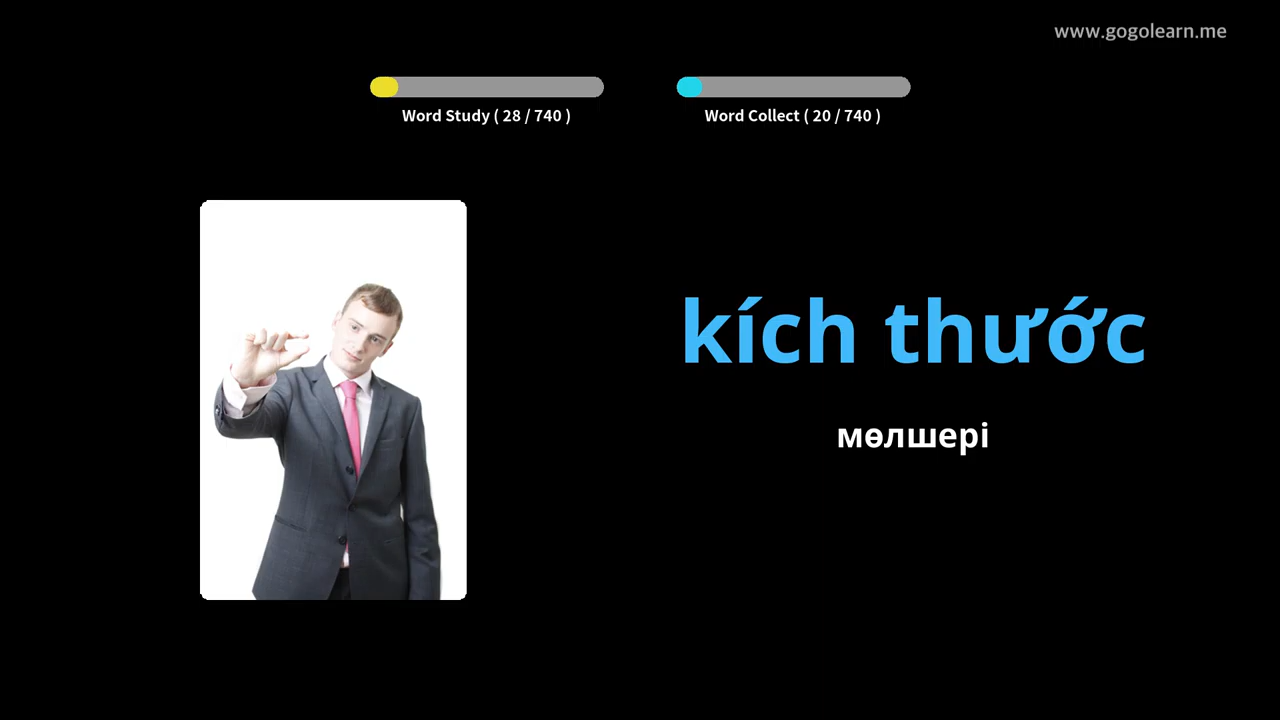 www.gogolearn.me
Word Study ( 28 / 740 )
Word Collect ( 20 / 740 )
kích thước
мөлшері